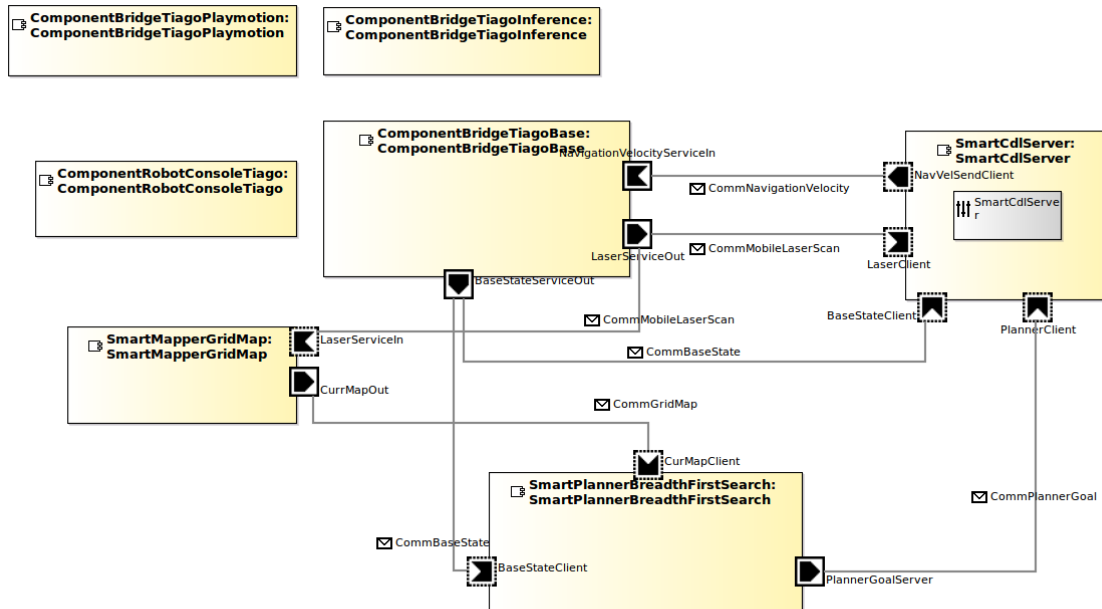 ComponentBridgeTiagoPlaymotion:
ComponentBridgeTiagoPlaymotion
ComponentBridgeTiagoInference:
ComponentBridgeTiagoInference
ComponentBridgeTiagoBase:
ComponentBridgeTiagoBase
NavigationVelocityServiceIn
SmartCdlServer:
SmartCdlServer
ComponentRobotConsoleTiago:
ComponentRobotConsoleTiago
CommNavigationVelocity
NavVelSendClient
SmartCdlServe
r
CommMobileLaserScan
LaserServiceOut
LaserClient
BaseStateServiceOut
BaseStateClient
PlannerClient
CommMobileLaserScan
SmartMapperGridMap:
SmartMapperGridMap
LaserServiceIn
CommBaseState
CurrMapOut
CommGridMap
CurMapClient
SmartPlannerBreadthFirstSearch:
SmartPlannerBreadthFirstSearch
CommPlannerGoal
CommBaseState
BaseStateClient
PlannerGoalServer